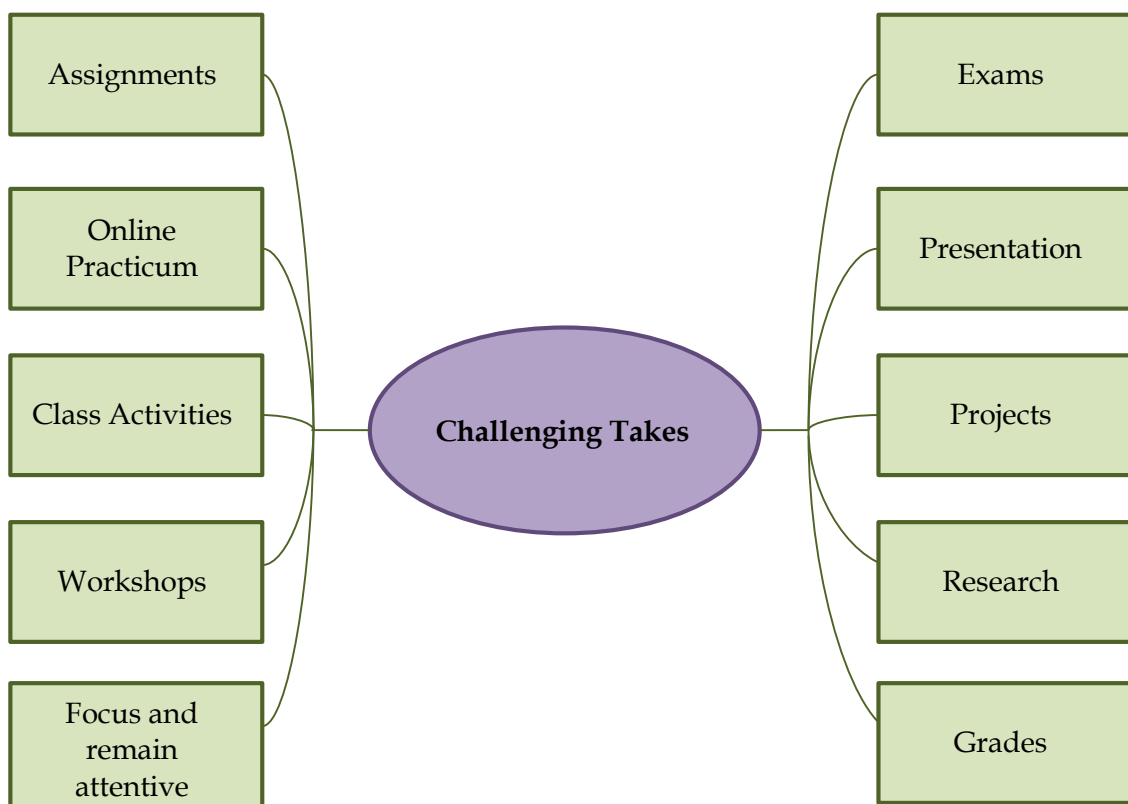 Assignments
Online
Practicum
Class Activities
Workshops
Focus and
remain
attentive
Challenging Takes
Exams
Presentation
Projects
Research
Grades